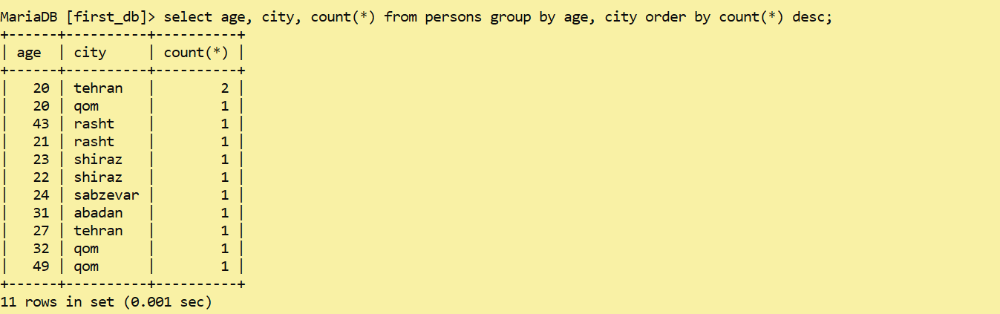 MariaDB [first_db]> select age, city, count(*) from persons group by age, city order by count(*) desc;
+------+----------+----------+
| age  | city     | count(*) |
+------+----------+----------+
|   20 | tehran   |        2 |
|   20 | qom      |        1 |
|   43 | rasht    |        1 |
|   21 | rasht    |        1 |
|   23 | shiraz   |        1 |
|   22 | shiraz   |        1 |
|   24 | sabzevar |        1 |
|   31 | abadan   |        1 |
|   27 | tehran   |        1 |
|   32 | qom      |        1 |
|   49 | qom      |        1 |
+------+----------+----------+
11 rows in set (0.001 sec)